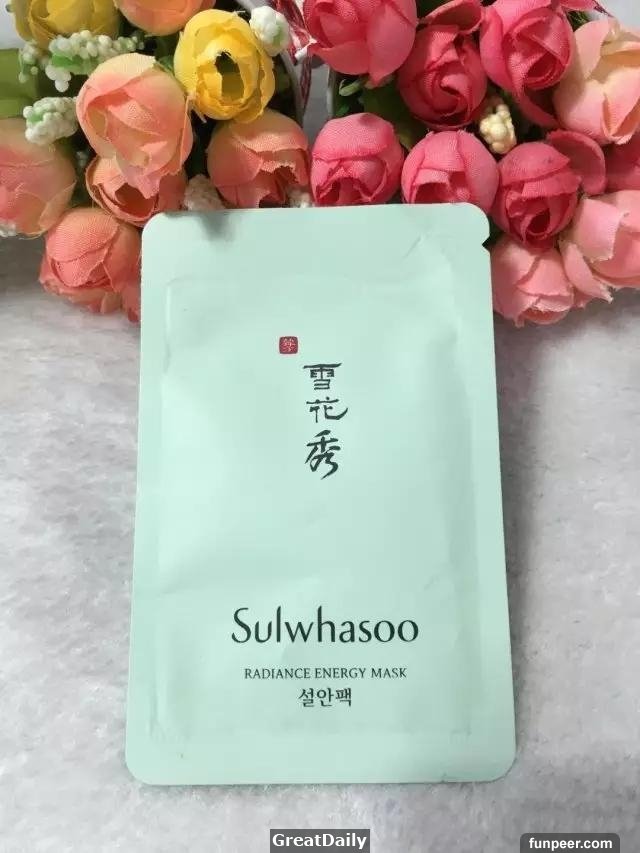 雪
花
秀
Sulwhasoo
RADIANCE ENERGY MASK
설안팩
GreatDaily
funpeer.com